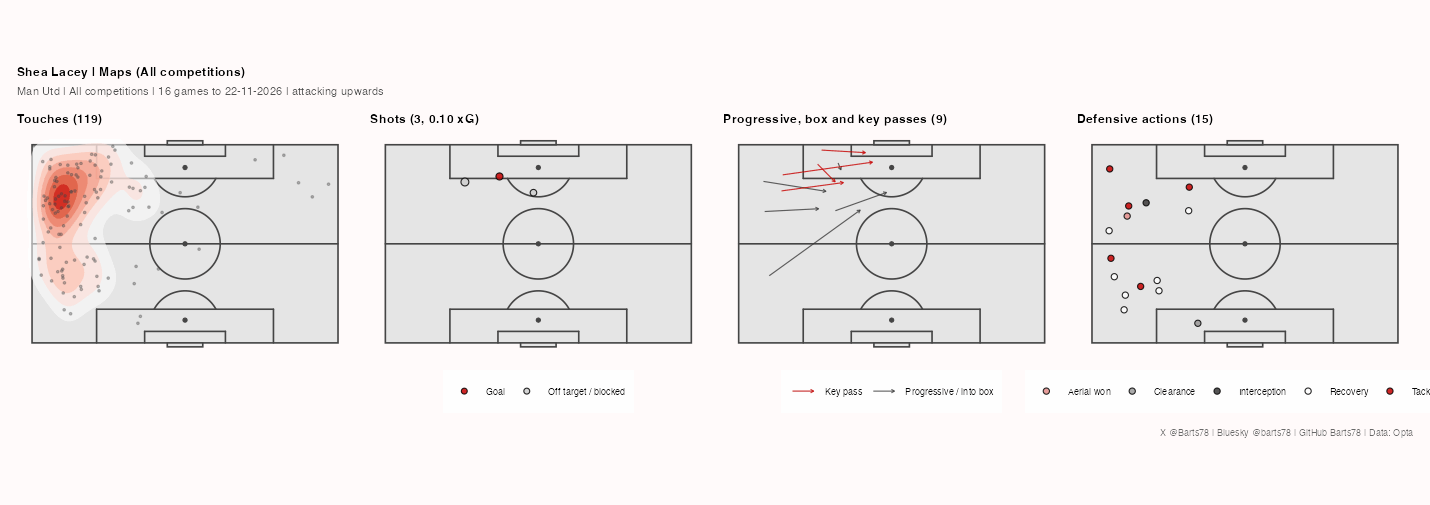 Shea Lacey | Maps (All competitions)
Man Utd | All competitions | 16 games to 22-11-2026 | attacking upwards
Touches (119)
Shots (3, 0.10 xG)
Progressive, box and key passes (9)
Defensive actions (15)
Goal
Off target / blocked
Key pass
Progressive / into box
Aerial won
Clearance
Interception
Recovery
Tack
X @Barts78 | Bluesky @barts78 | GitHub Barts78 | Data: Opta